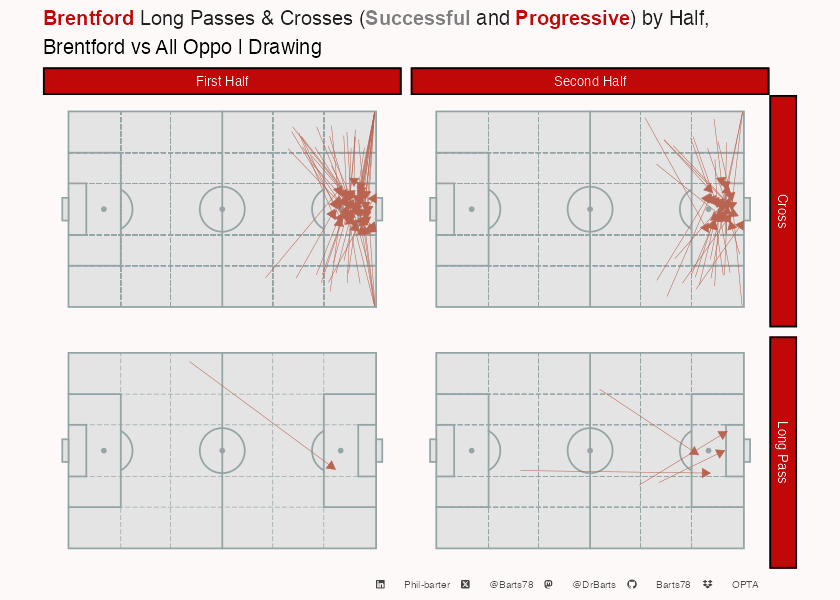 Brentford Long Passes & Crosses (Successful and Progressive) by Half,
Brentford vs All Oppo I Drawing
First Half
Second Half
Cross
Long Pass
Phil-barter @Barts78 @DrBarts Barts78 OPTA